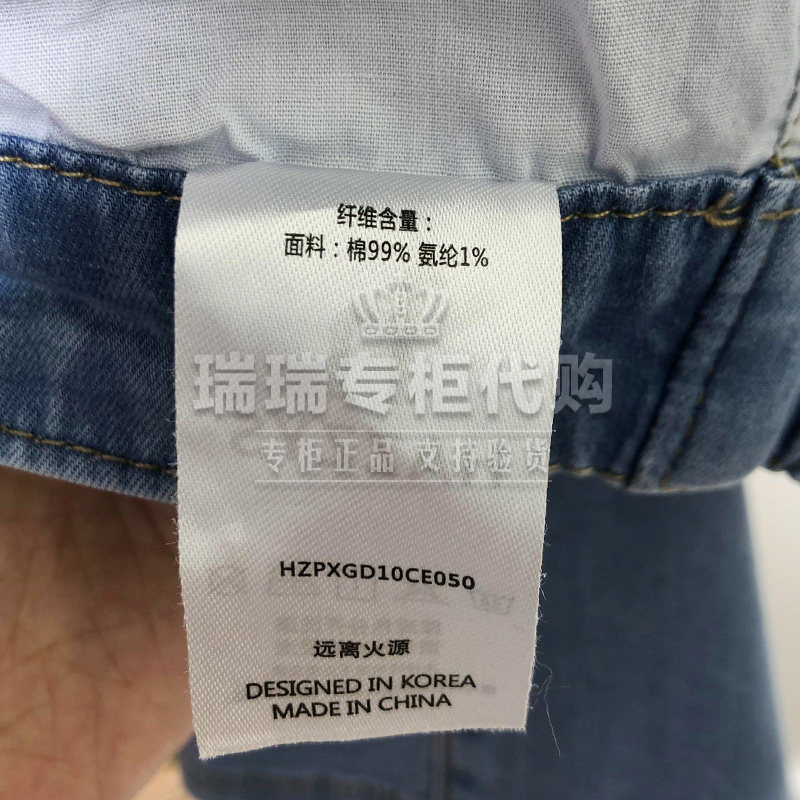 纤维含量：
面料：棉99% 氨纶1%
瑞瑞专柜代购
专柜正品 支持验货
HZPXGD10CE050
远离火源
DESIGNED IN KOREA
MADE IN CHINA